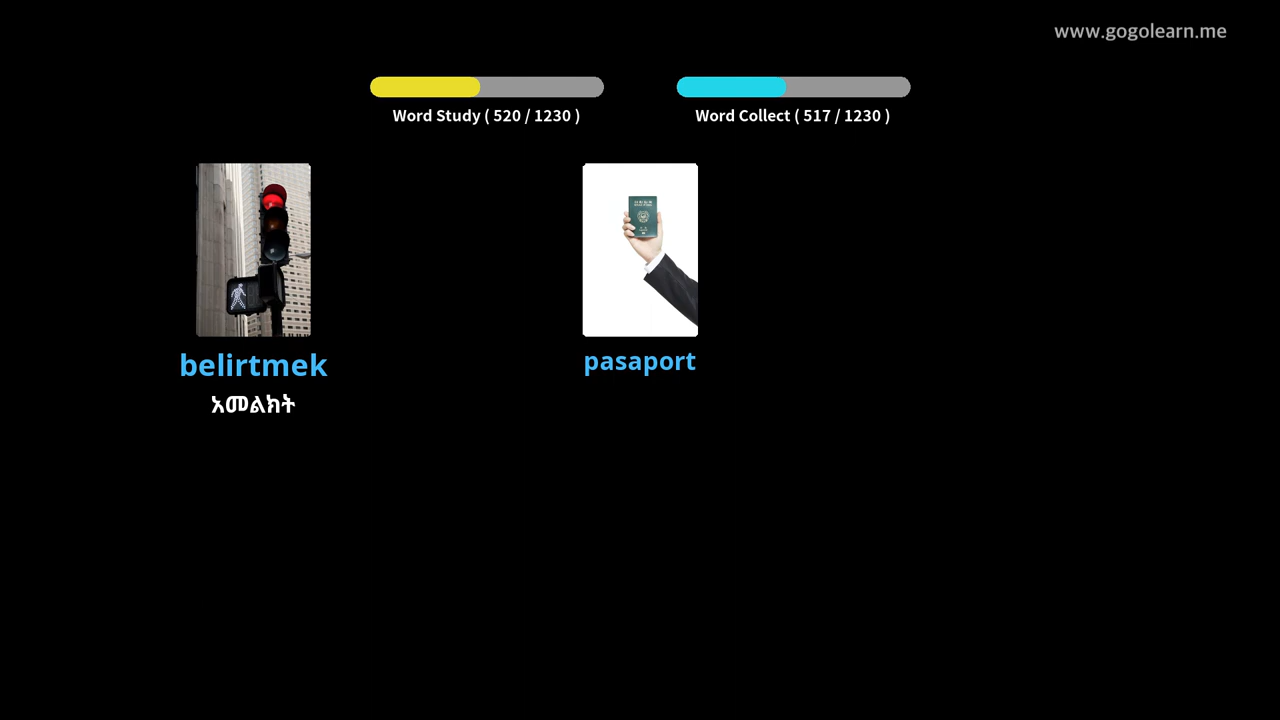 www.gogolearn.me
Word Study ( 520 / 1230 )
Word Collect ( 517 / 1230 )
belirtmek
አመልክት
pasaport